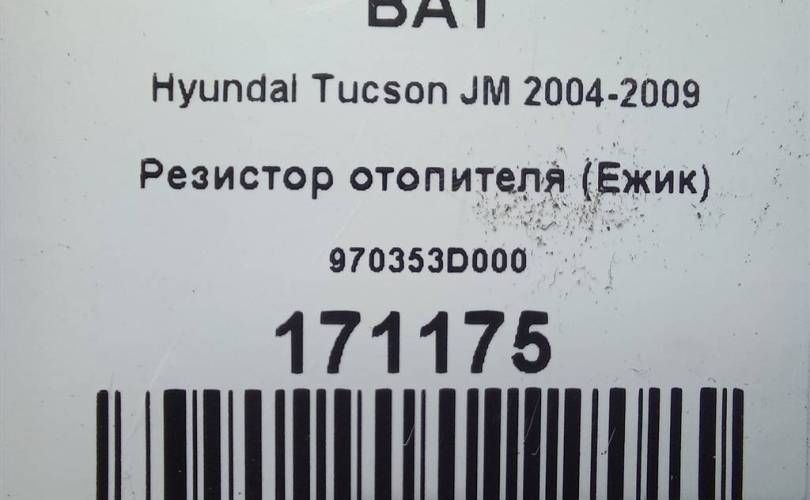 BAT
Hyundai Tucson JM 2004-2009
Резистор отопителя (Ежик)
970353D000
171175